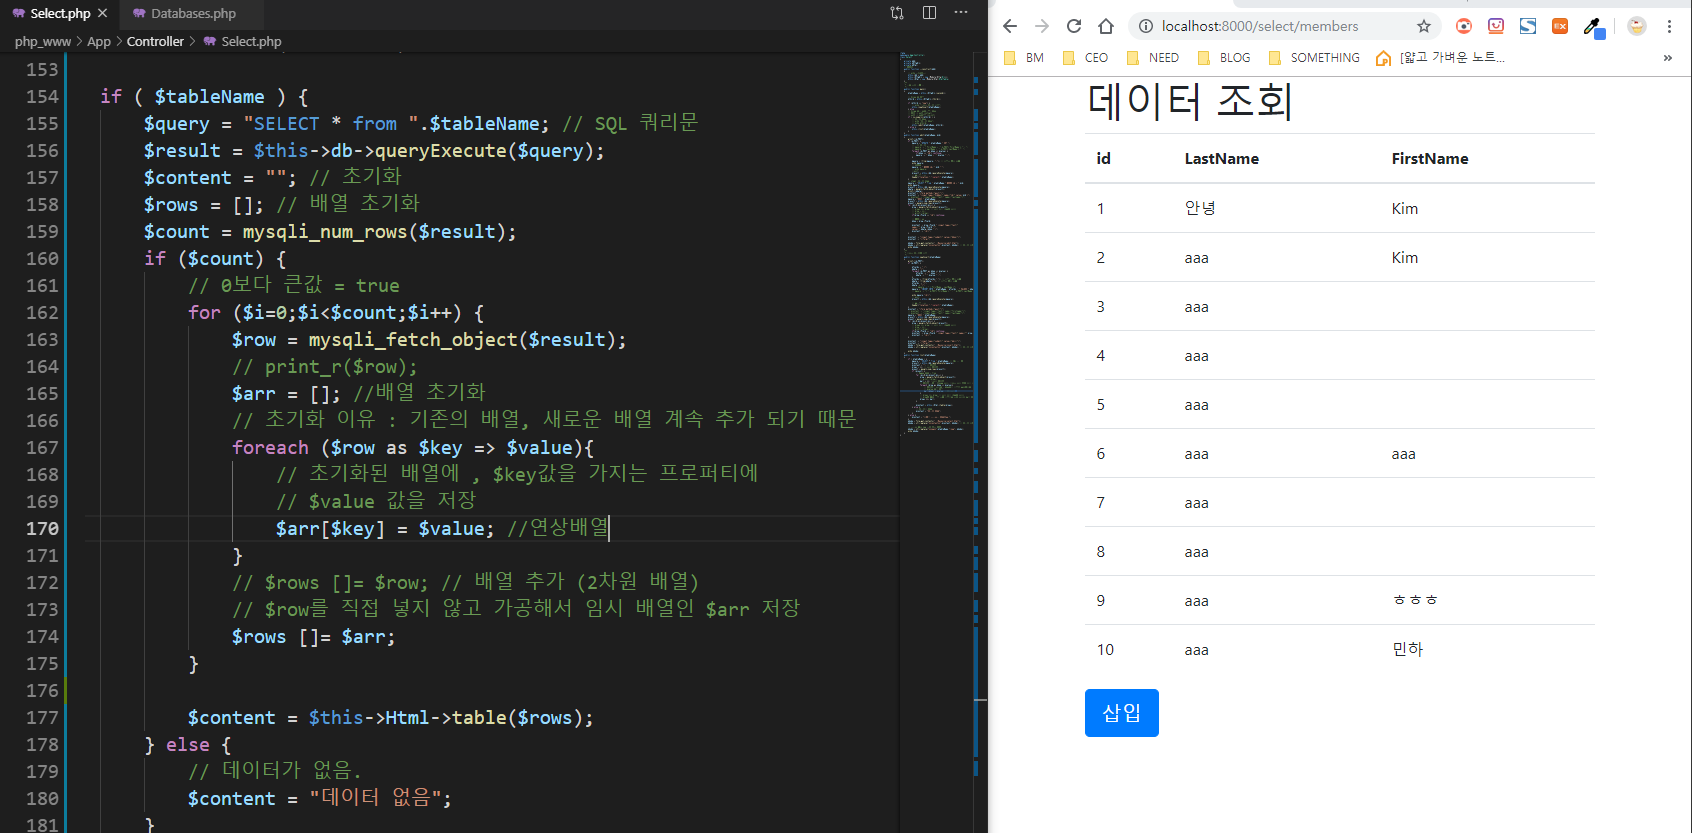 Select.php
Databases.php
php_www > App > Controller > Select.php
153
154 if ( $tableName ) {
155 $query = "SELECT * from ".$tableName; // SQL 쿼리문
156 $result = $this->db->queryExecute($query);
157 $content = ""; // 초기화
158 $rows = []; // 배열 초기화
159 $count = mysqli_num_rows($result);
160 if ($count) {
161 // 0보다 큰값 = true
162 for ($i=0;$i<$count;$i++) {
163 $row = mysqli_fetch_object($result);
164 // print_r($row);
165 $arr = []; //배열 초기화
166 // 초기화 이유 : 기존의 배열, 새로운 배열 계속 추가 되기 때문
167 foreach ($row as $key => $value){
168 // 초기화된 배열에 , $key값을 가지는 프로퍼티에
169 // $value 값을 저장
170 $arr[$key] = $value; //연상배열
171 }
172 // $rows []= $row; // 배열 추가 (2차원 배열)
173 // $row를 직접 넣지 않고 가공해서 임시 배열인 $arr 저장
174 $rows []= $arr;
175 }
176
177 $content = $this->Html->table($rows);
178 } else {
179 // 데이터가 없음.
180 $content = "데이터 없음";
181 }
localhost:8000/select/members
BM CEO NEED BLOG SOMETHING [얇고 가벼운 노트... »
데이터 조회
id LastName FirstName
1 안녕 Kim
2 aaa Kim
3 aaa
4 aaa
5 aaa
6 aaa aaa
7 aaa
8 aaa
9 aaa ㅎㅎㅎ
10 aaa 민하
삽입